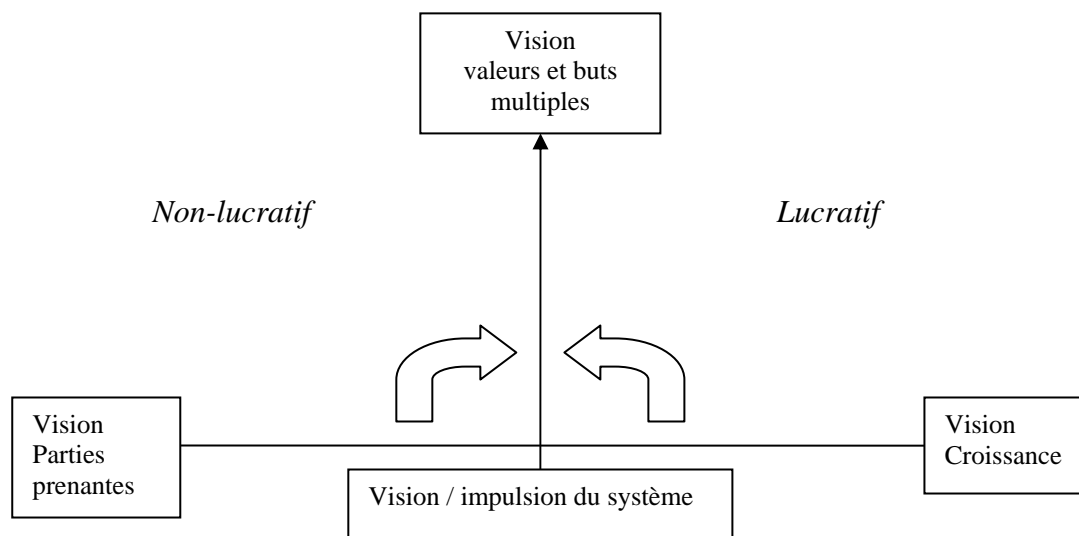 Vision
valeurs et buts
multiples
Non-lucratif
Lucratif
Vision
Parties
prenantes
Vision
Croissance
Vision / impulsion du système